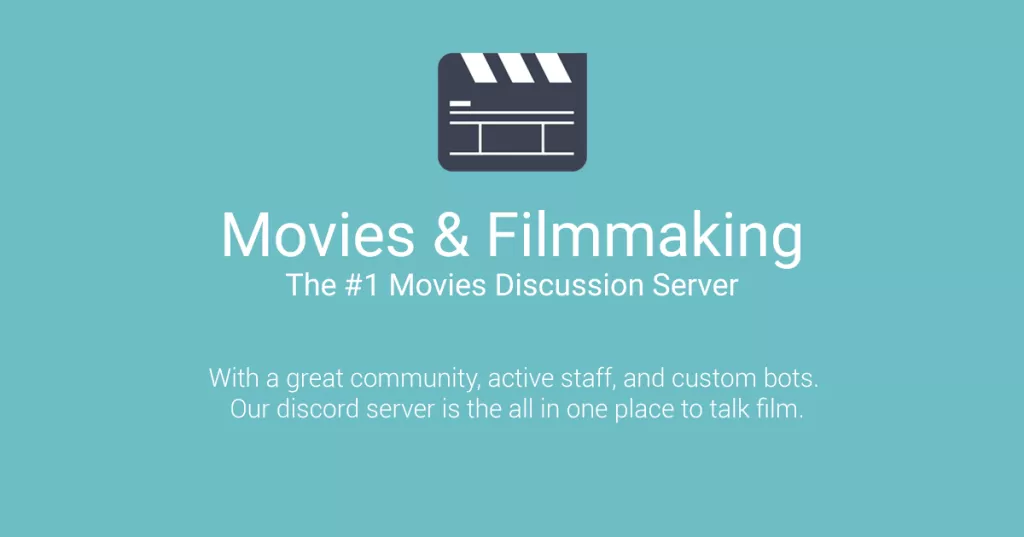 Movies & Filmmaking
The #1 Movies Discussion Server
With a great community, active staff, and custom bots.
Our discord server is the all in one place to talk film.